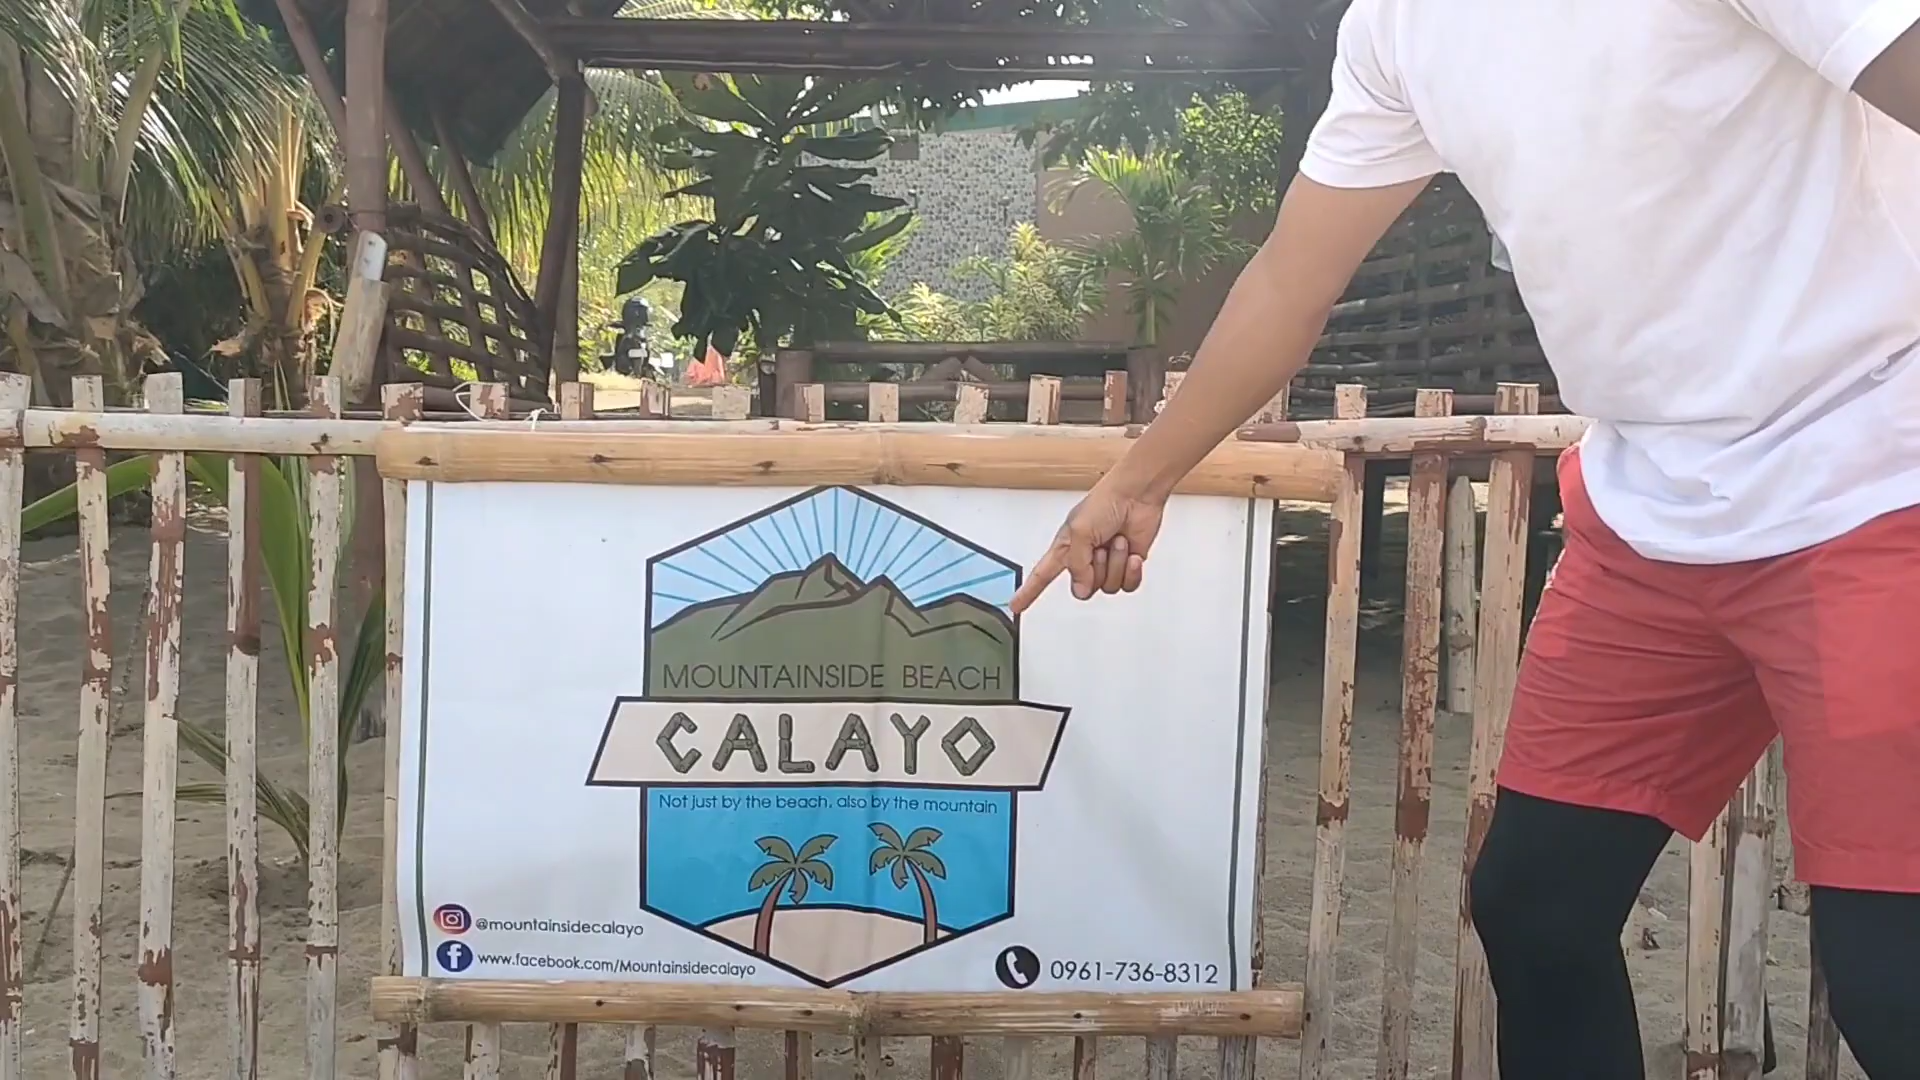 MOUNTAINSIDE BEACH
CALAYO
Not just by the beach, also by the mountain
@mountainsidecalayo
www.facebook.com/Mountainsidecalayo
0961-736-8312